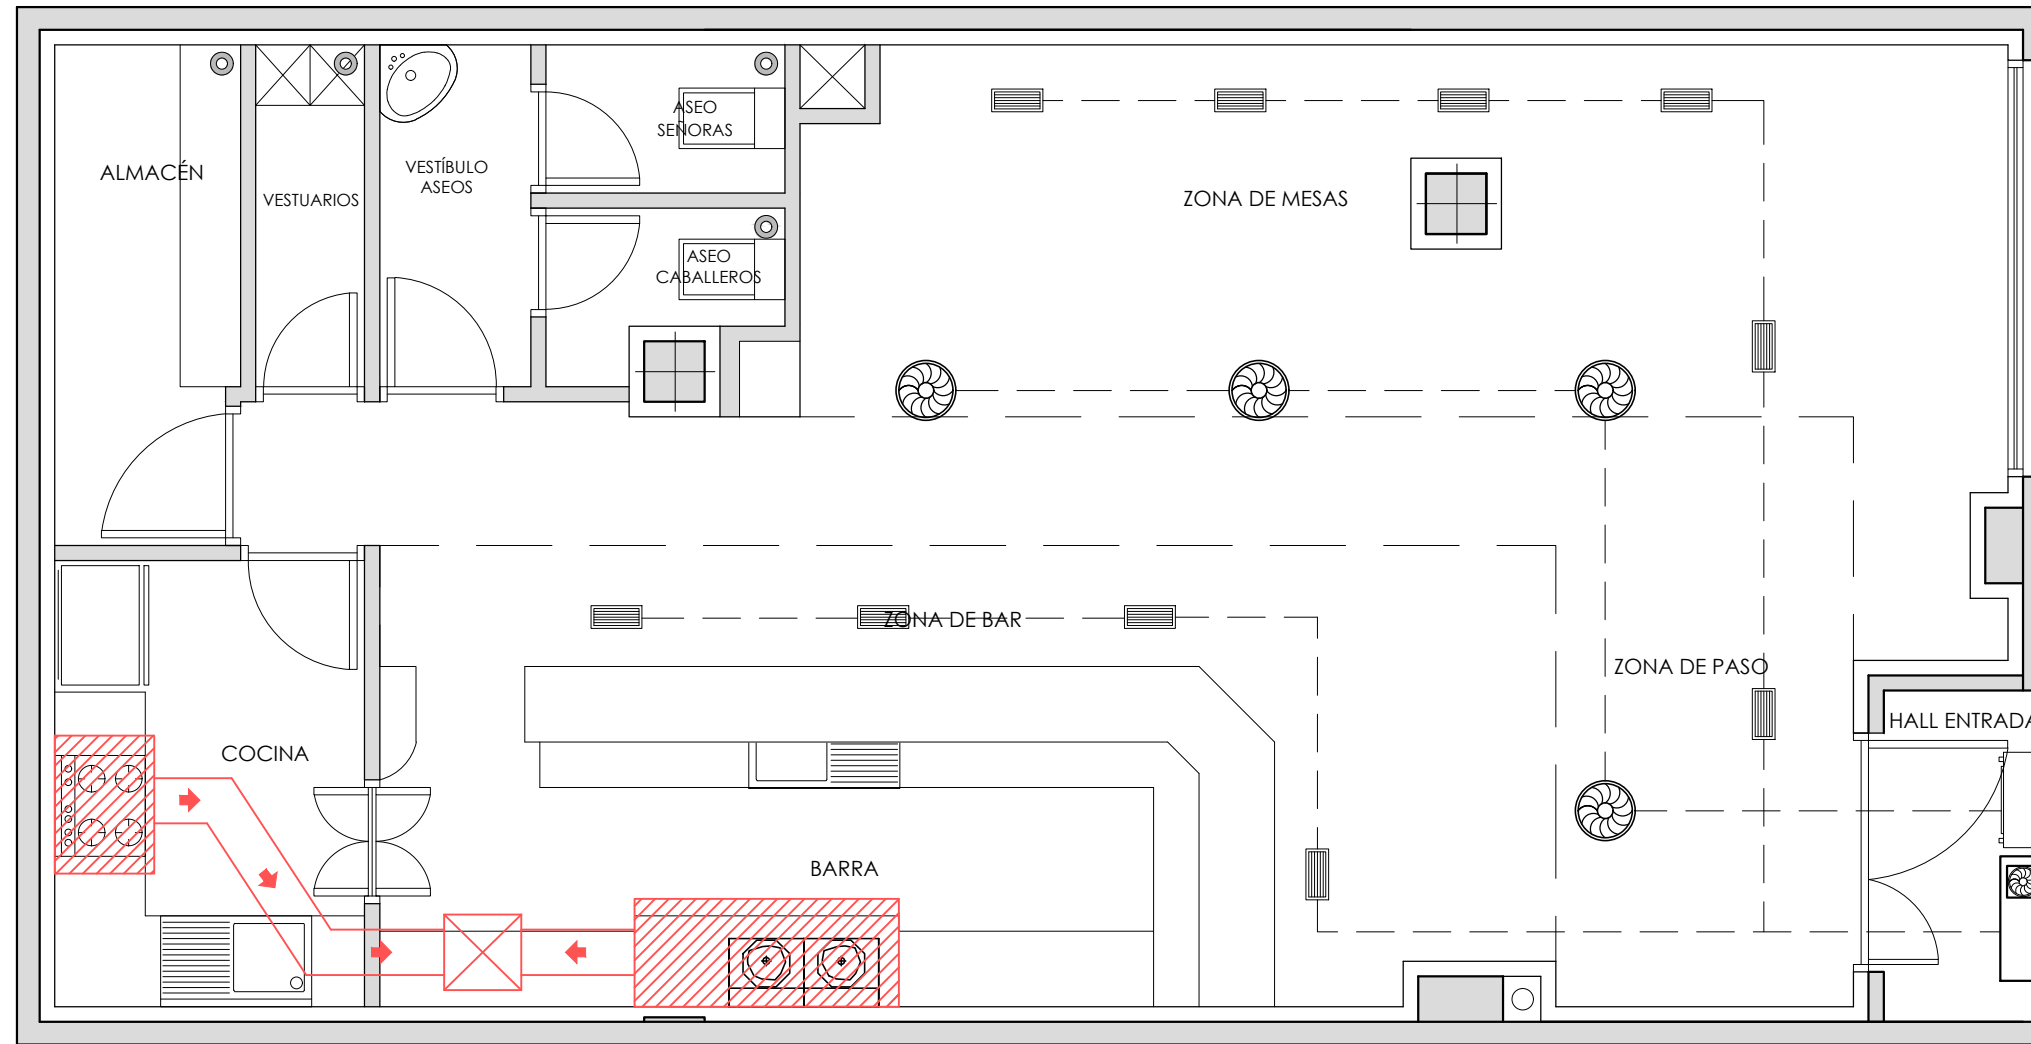 ASEO
SEÑORAS
ALMACÉN
VESTÍBULO
ASEOS
VESTUARIOS
ZONA DE MESAS
ASEO
CABALLEROS
ZONA DE BAR
ZONA DE PASO
HALL ENTRADA
COCINA
BARRA